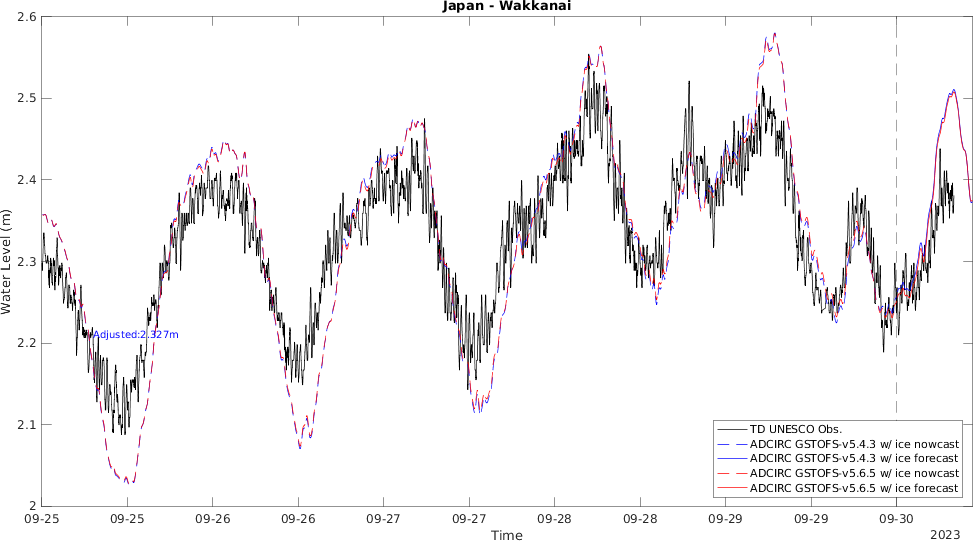 Japan - Wakkanai
2.6
2.5
2.4
2.3
2.2
2.1
2
Water Level (m)
Adjusted:2.327m
TD UNESCO Obs.
ADCIRC GSTOFS-v5.4.3 w/ ice nowcast
ADCIRC GSTOFS-v5.4.3 w/ ice forecast
ADCIRC GSTOFS-v5.6.5 w/ ice nowcast
ADCIRC GSTOFS-v5.6.5 w/ ice forecast
09-25 09-25 09-26 09-26 09-27 09-27 09-28 09-28 09-29 09-29 09-30
Time
2023